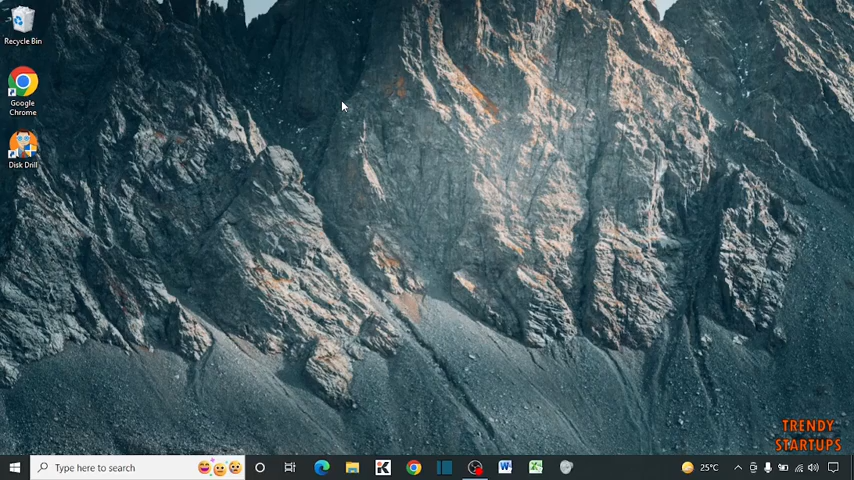 Recycle Bin
Google
Chrome
Disk Drill
TRENDY
STARTUPS
Type here to search
25°C